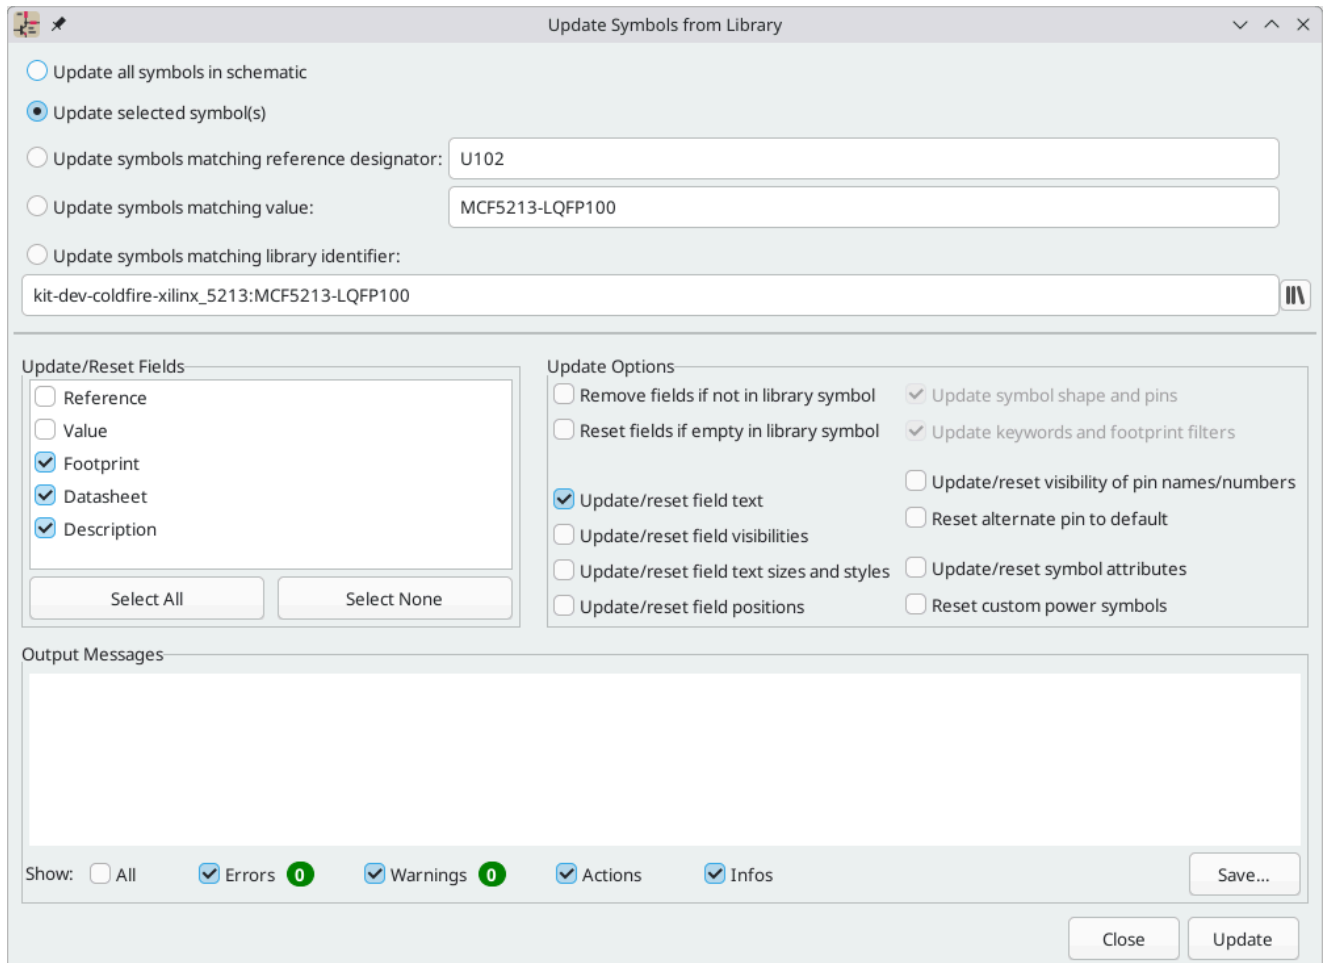 Update Symbols from Library
Update all symbols in schematic
Update selected symbol(s)
Update symbols matching reference designator: U102
Update symbols matching value: MCF5213-LQFP100
Update symbols matching library identifier:
kit-dev-coldfire-xilinx_5213:MCF5213-LQFP100
Update/Reset Fields
Reference
Value
Footprint
Datasheet
Description
Select All
Select None
Update Options
Remove fields if not in library symbol
Reset fields if empty in library symbol
Update/reset field text
Update/reset field visibilities
Update/reset field text sizes and styles
Update/reset field positions
Update symbol shape and pins
Update keywords and footprint filters
Update/reset visibility of pin names/numbers
Reset alternate pin to default
Update/reset symbol attributes
Reset custom power symbols
Output Messages
Show: All Errors 0 Warnings 0 Actions Infos Save...
Close Update